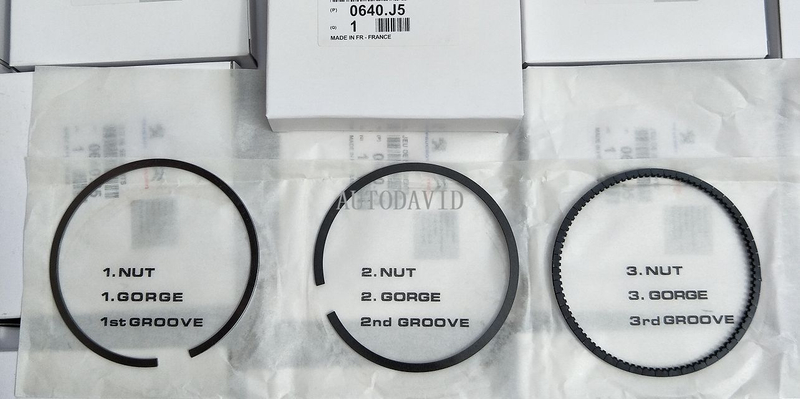 (P) 0640.J5
(Q) 1
MADE IN FR - FRANCE
AUTODAVID
1. NUT
1. GORGE
1st GROOVE
2. NUT
2. GORGE
2nd GROOVE
3. NUT
3. GORGE
3rd GROOVE